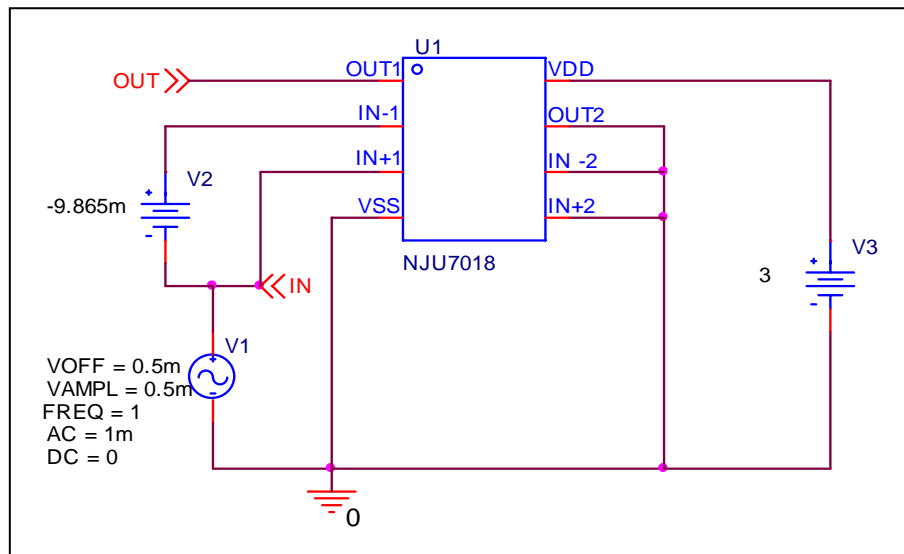 U1
OUT
OUT1
VDD
IN-1
OUT2
IN+1
IN -2
VSS
IN+2
V2
-9.865m
NJU7018
V3
3
IN
V1
VOFF = 0.5m
VAMPL = 0.5m
FREQ = 1
AC = 1m
DC = 0
0